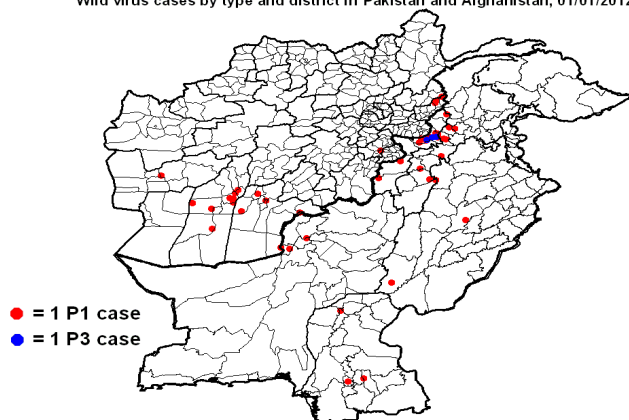 Wild virus cases by type and district in Pakistan and Afghanistan, 01/01/2012
= 1 P1 case
= 1 P3 case